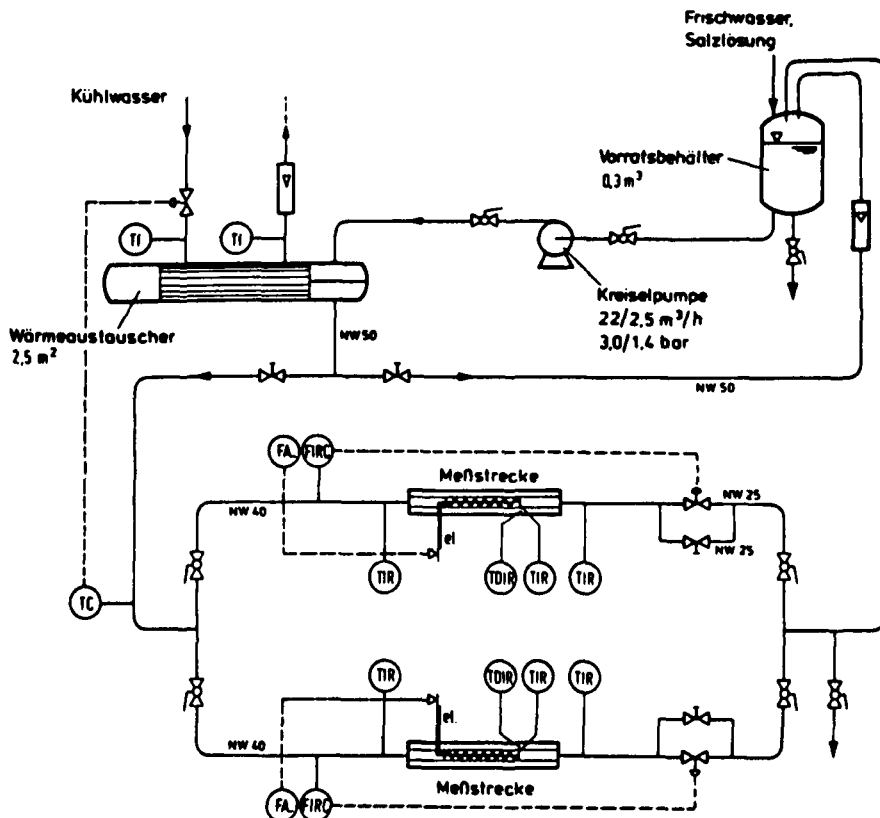 Frischwasser,
Salzlösung
Kühlwasser
Vorratsbehälter
0,3 m³
TI
TI
Kreiselpumpe
22/2,5 m³/h
3,0/1,4 bar
Wärmeaustauscher
2,5 m²
NW 50
NW 50
FA_
FIRC
Meßstrecke
NW 25
NW 40
el.
NW 25
TIR
TDIR
TIR
TIR
TC
TIR
TDIR
TIR
TIR
el.
NW 40
Meßstrecke
FA_
FIRC